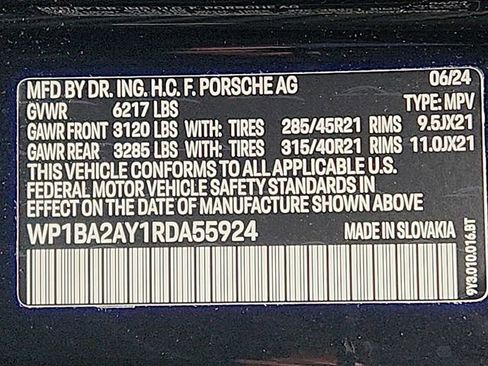 MFD BY DR. ING. H.C. F. PORSCHE AG 06/24
GVWR 6217 LBS TYPE: MPV
GAWR FRONT 3120 LBS WITH: TIRES 285/45R21 RIMS 9.5JX21
GAWR REAR 3285 LBS WITH: TIRES 315/40R21 RIMS 11.0JX21
THIS VEHICLE CONFORMS TO ALL APPLICABLE U.S.
FEDERAL MOTOR VEHICLE SAFETY STANDARDS IN
EFFECT ON THE DATE OF MANUFACTURE SHOWN ABOVE.
WP1BA2AY1RDA55924 MADE IN SLOVAKIA
9Y3.010.016.BT